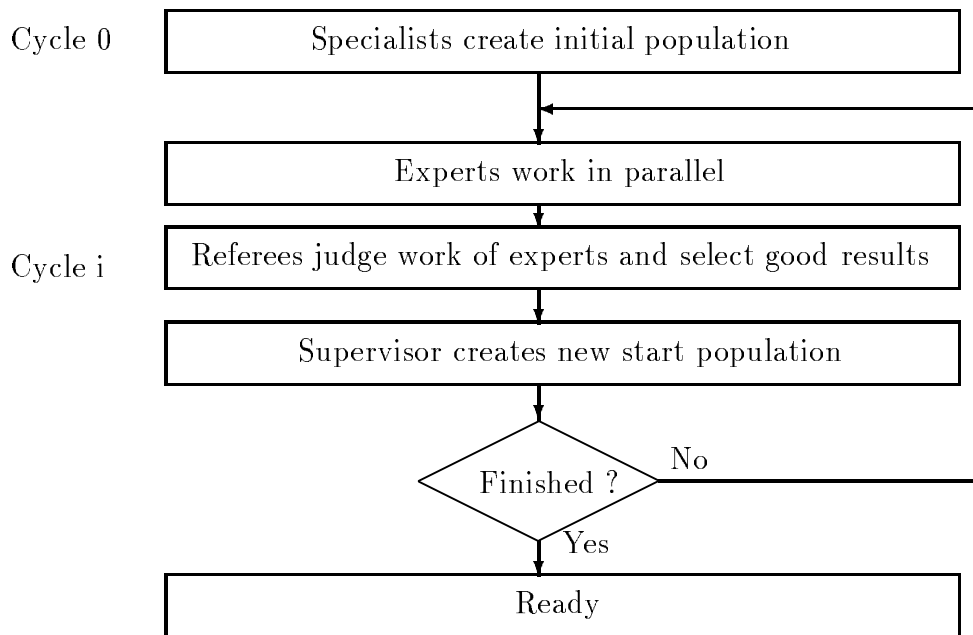 Cycle 0
Specialists create initial population
Experts work in parallel
Cycle i
Referees judge work of experts and select good results
Supervisor creates new start population
Finished ?
No
Yes
Ready